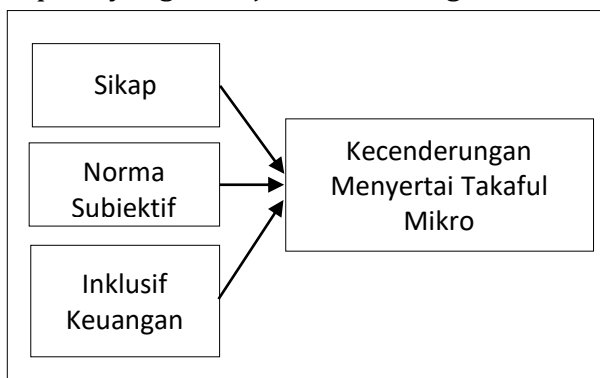 Sikap
Norma
Subjektif
Inklusif
Keuangan
Kecenderungan
Menyertai Takaful
Mikro